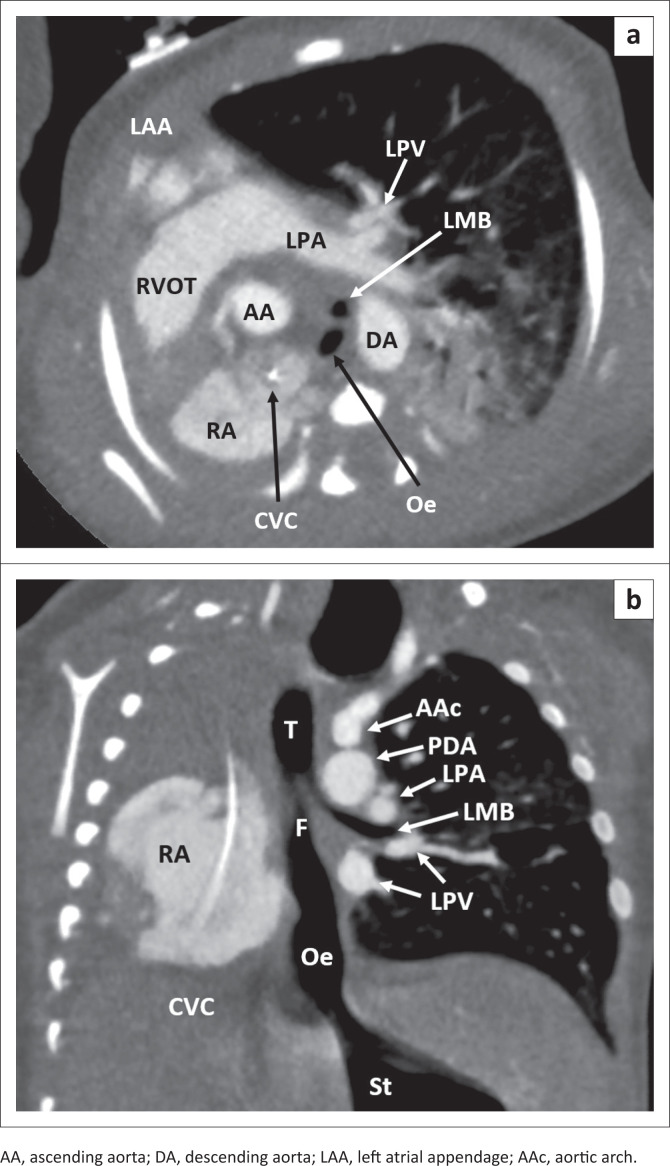 a
LAA
LPV
LMB
LPA
RVOT
AA
DA
RA
Oe
CVC
b
AAc
T
PDA
LPA
LMB
F
RA
LPV
Oe
CVC
St
AA, ascending aorta; DA, descending aorta; LAA, left atrial appendage; AAc, aortic arch.